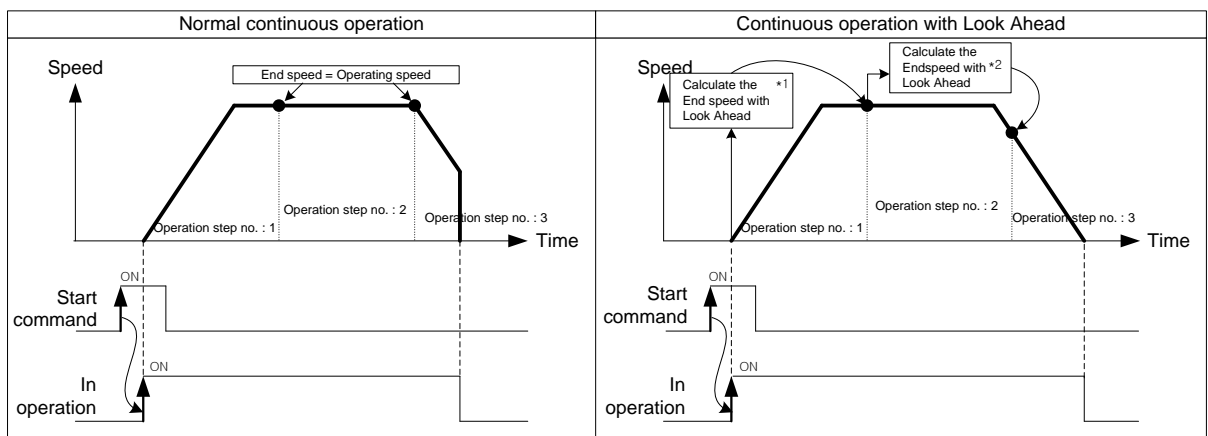 Normal continuous operation
Speed
End speed = Operating speed
Operation step no. : 1
Operation step no. : 2
Operation step no. : 3
Time
ON
Start
command
ON
In
operation
Continuous operation with Look Ahead
Speed
Calculate the *1
End speed with
Look Ahead
Calculate the
Endspeed with *2
Look Ahead
Operation step no. : 1
Operation step no. : 2
Operation step no. : 3
Time
ON
Start
command
ON
In
operation